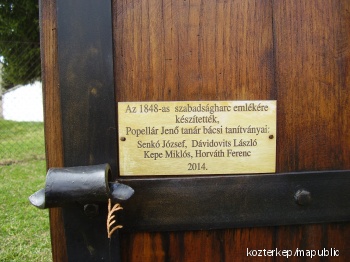 Az 1848-as szabadságharc emlékére
készítették,
Popellár Jenő tanár bácsi tanítványai:
Senkó József, Dávidovits László
Kepe Miklós, Horváth Ferenc
2014.
kozterkep/mapublic